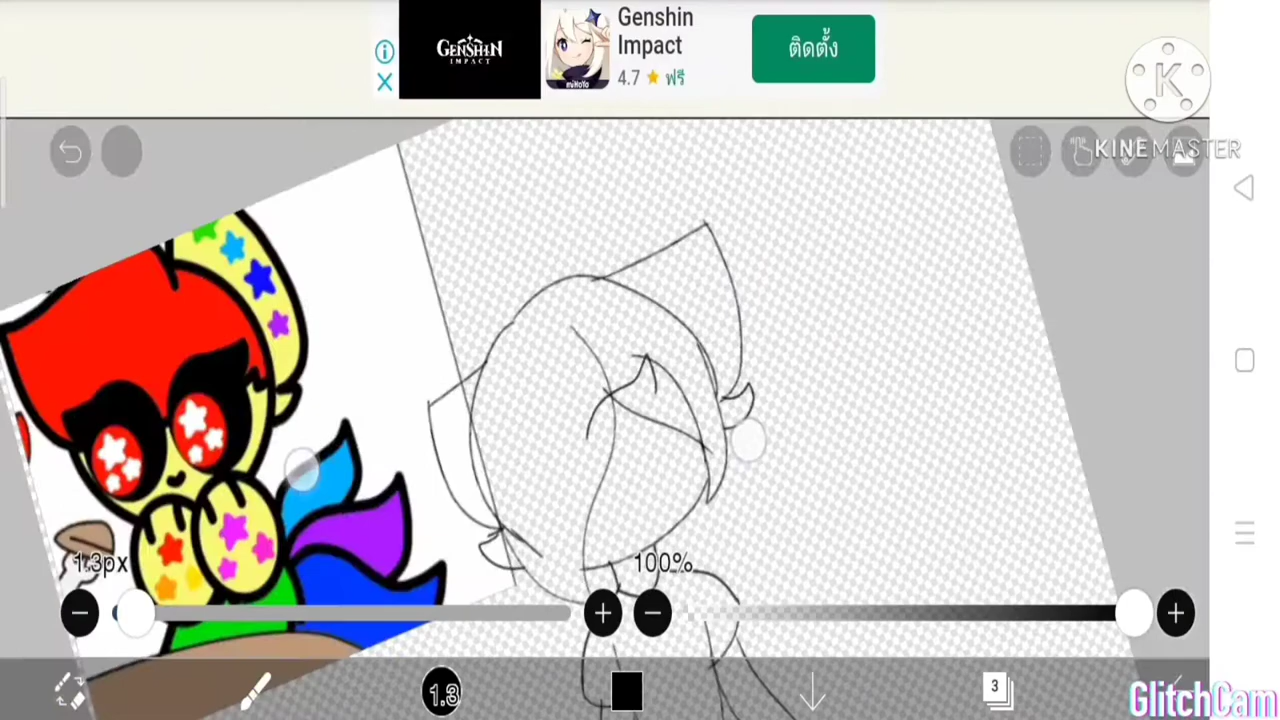 GENSHIN
IMPACT
miHoYo
Genshin
Impact
4.7 ★ ฟรี
ติดตั้ง
K
KINEMASTER
1.3px
100%
1.3
3
GlitchCam